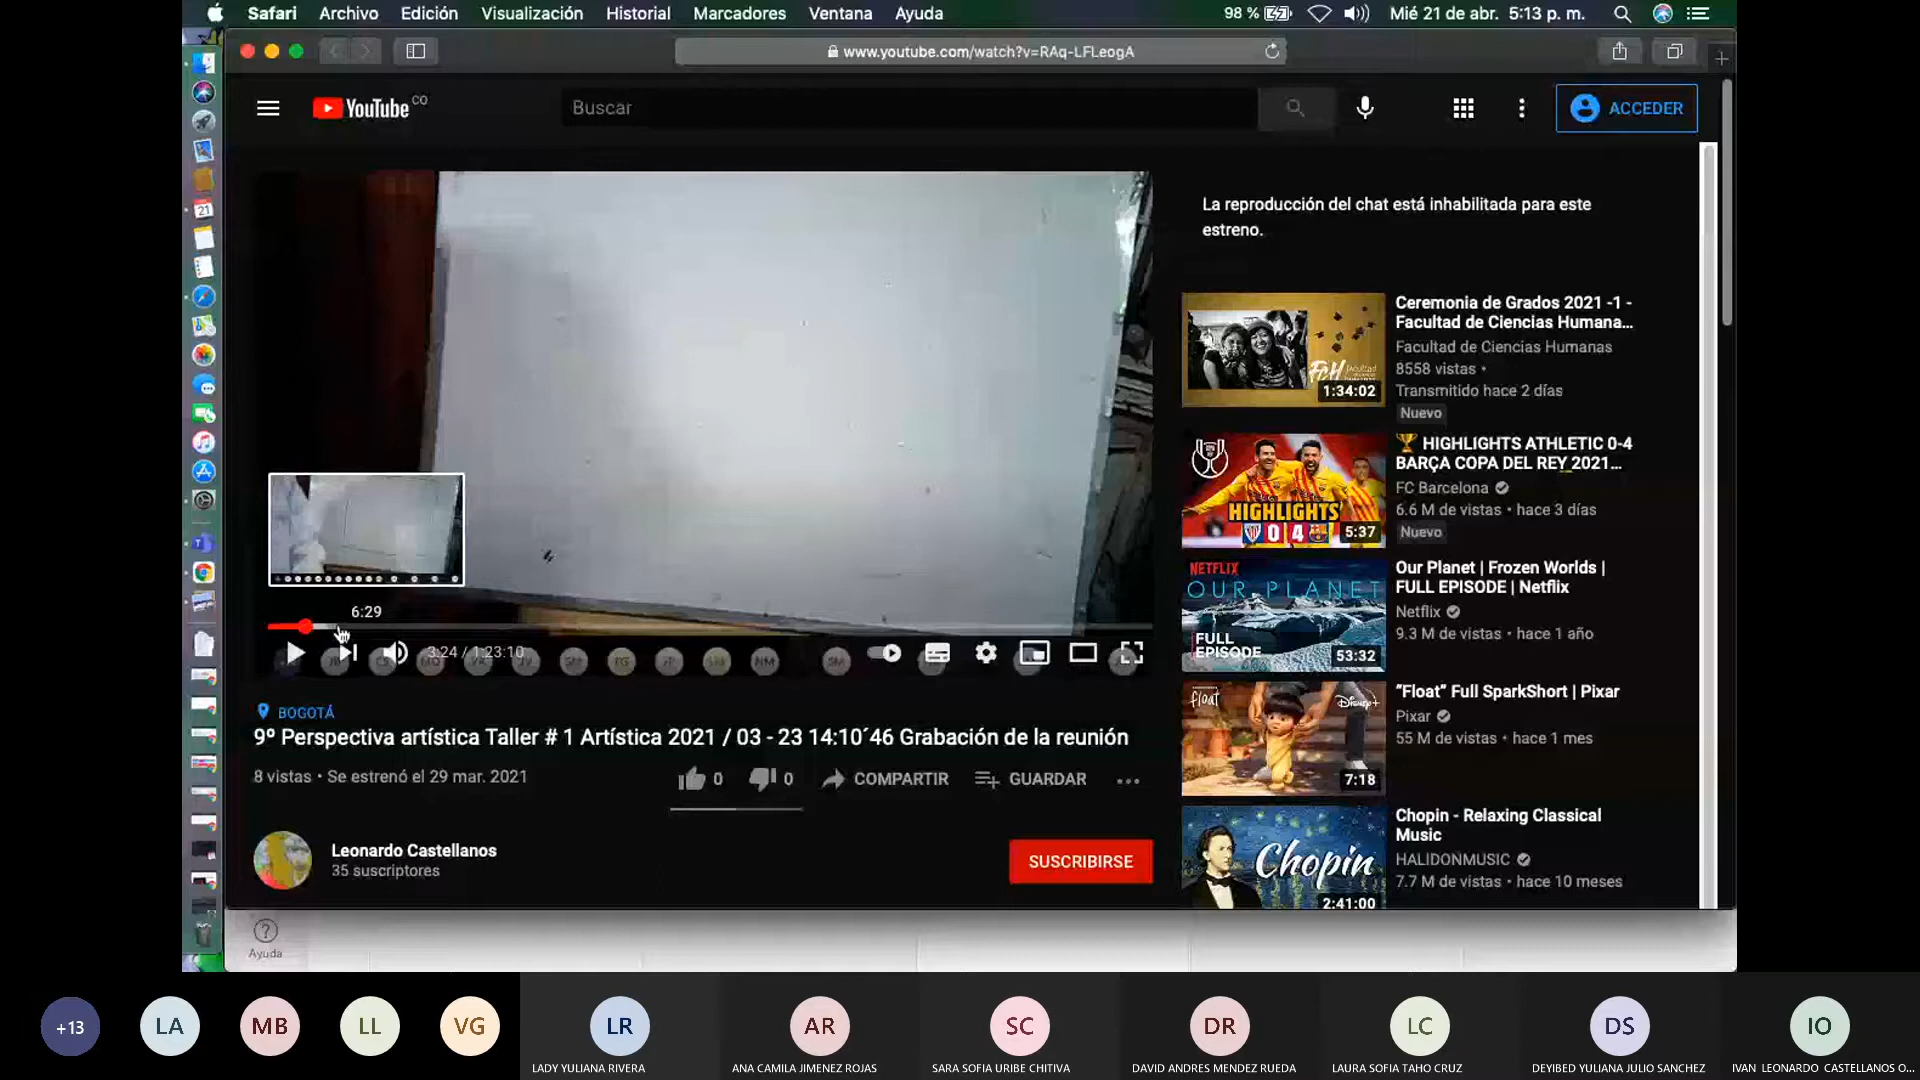 Safari Archivo Edición Visualización Historial Marcadores Ventana Ayuda 98 % Mié 21 de abr. 5:13 p. m.
www.youtube.com/watch?v=RAq-LFLeogA
YouTube CO
Buscar
ACCEDER
La reproducción del chat está inhabilitada para este
estreno.
Ceremonia de Grados 2021 -1 -
Facultad de Ciencias Humana...
Facultad de Ciencias Humanas
8558 vistas •
Transmitido hace 2 días
Nuevo
1:34:02
🏆 HIGHLIGHTS ATHLETIC 0-4
BARÇA COPA DEL REY 2021...
FC Barcelona
6.6 M de vistas • hace 3 días
Nuevo
HIGHLIGHTS
0 4
5:37
Our Planet | Frozen Worlds |
FULL EPISODE | Netflix
Netflix
9.3 M de vistas • hace 1 año
NETFLIX
OUR PLANET
FULL
EPISODE
53:32
"Float" Full SparkShort | Pixar
Pixar
55 M de vistas • hace 1 mes
float
Disney+
7:18
Chopin - Relaxing Classical
Music
HALIDONMUSIC
7.7 M de vistas • hace 10 meses
Chopin
2:41:00
6:29
3:24 / 1:23:10
NM
SM
BOGOTÁ
9º Perspectiva artística Taller # 1 Artística 2021 / 03 - 23 14:10´46 Grabación de la reunión
8 vistas • Se estrenó el 29 mar. 2021
0 0 COMPARTIR GUARDAR
Leonardo Castellanos
35 suscriptores
SUSCRIBIRSE
Ayuda
+13 LA MB LL VG LR AR SC DR LC DS IO
LADY YULIANA RIVERA ANA CAMILA JIMENEZ ROJAS SARA SOFIA URIBE CHITIVA DAVID ANDRES MENDEZ RUEDA LAURA SOFIA TAHO CRUZ DEYIBED YULIANA JULIO SANCHEZ IVAN LEONARDO CASTELLANOS O...